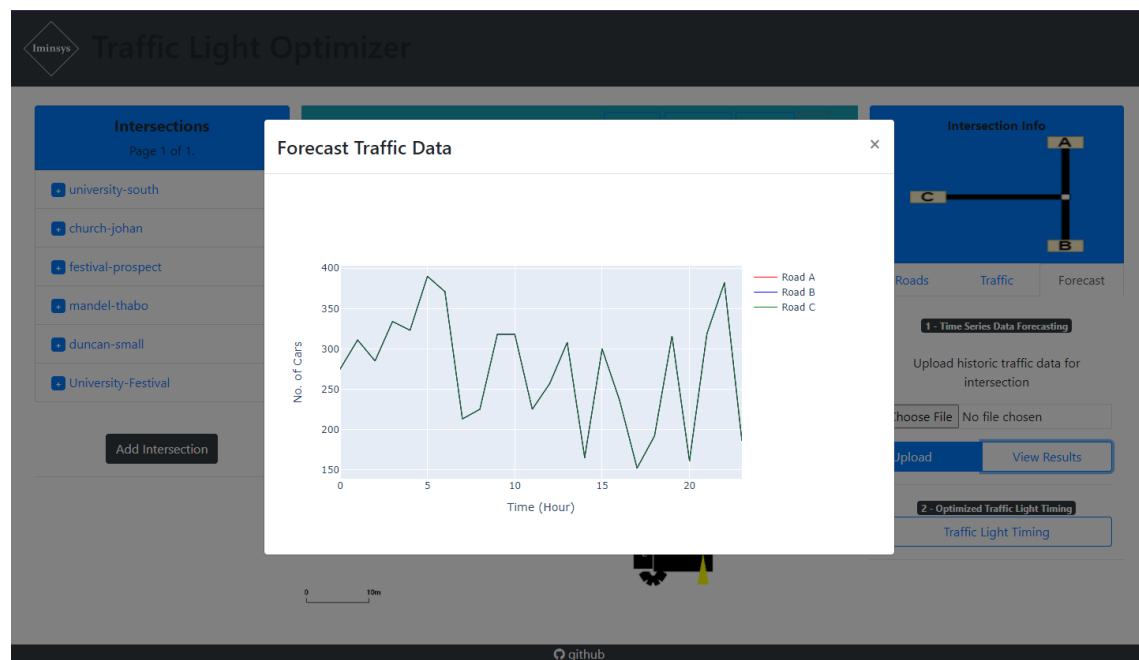 Iminsys
Traffic Light Optimizer
Intersections
Page 1 of 1.
university-south
church-johan
festival-prospect
mandel-thabo
duncan-small
University-Festival
Add Intersection
Forecast Traffic Data
×
400
350
300
250
200
150
No. of Cars
0
5
10
15
20
Time (Hour)
Road A
Road B
Road C
Intersection Info
A
C
B
Roads
Traffic
Forecast
1 - Time Series Data Forecasting
Upload historic traffic data for
intersection
Choose File No file chosen
Upload
View Results
2 - Optimized Traffic Light Timing
Traffic Light Timing
0
10m
github